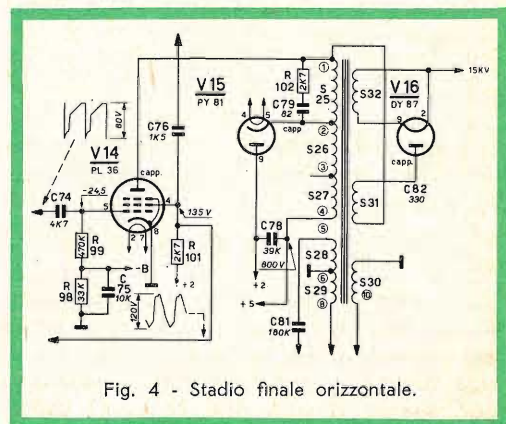 V15
PY 81
R
102
2K7
C79
82
capp
1
S
25
2
S26
3
S27
4
5
S28
6
S29
8
S32
S31
S30
10
V16
DY 87
15KV
9
2
capp.
C82
330
C76
1K5
80V
V14
PL 36
capp.
-24,5
C74
4K7
5
4
135V
2
7
8
470K
R
99
R
98
33K
-B
C
75
10K
R
101
2K7
+2
120V
4
5
9
C78
39K
800V
+2
+5
C81
180K
Fig. 4 - Stadio finale orizzontale.